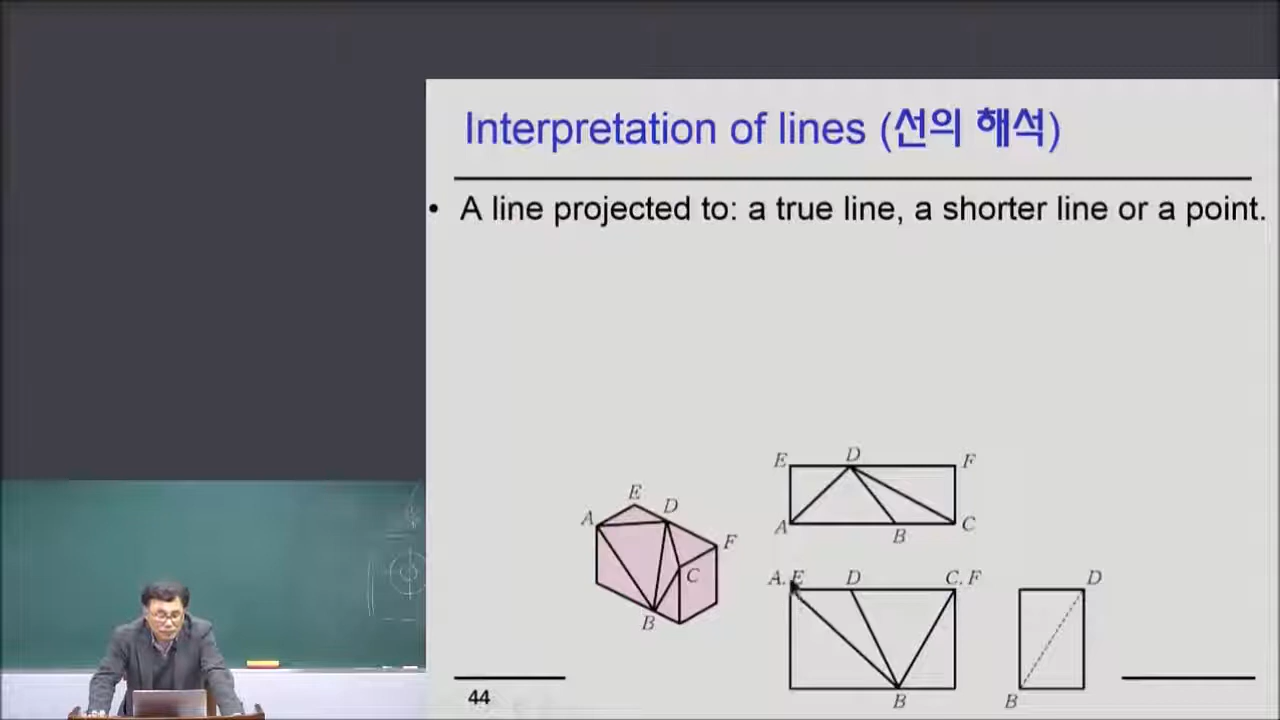 Interpretation of lines (선의 해석)
• A line projected to: a true line, a shorter line or a point.
E D F
A B C
E D
A F
C
B
A. E D C. F
B
D
B
44